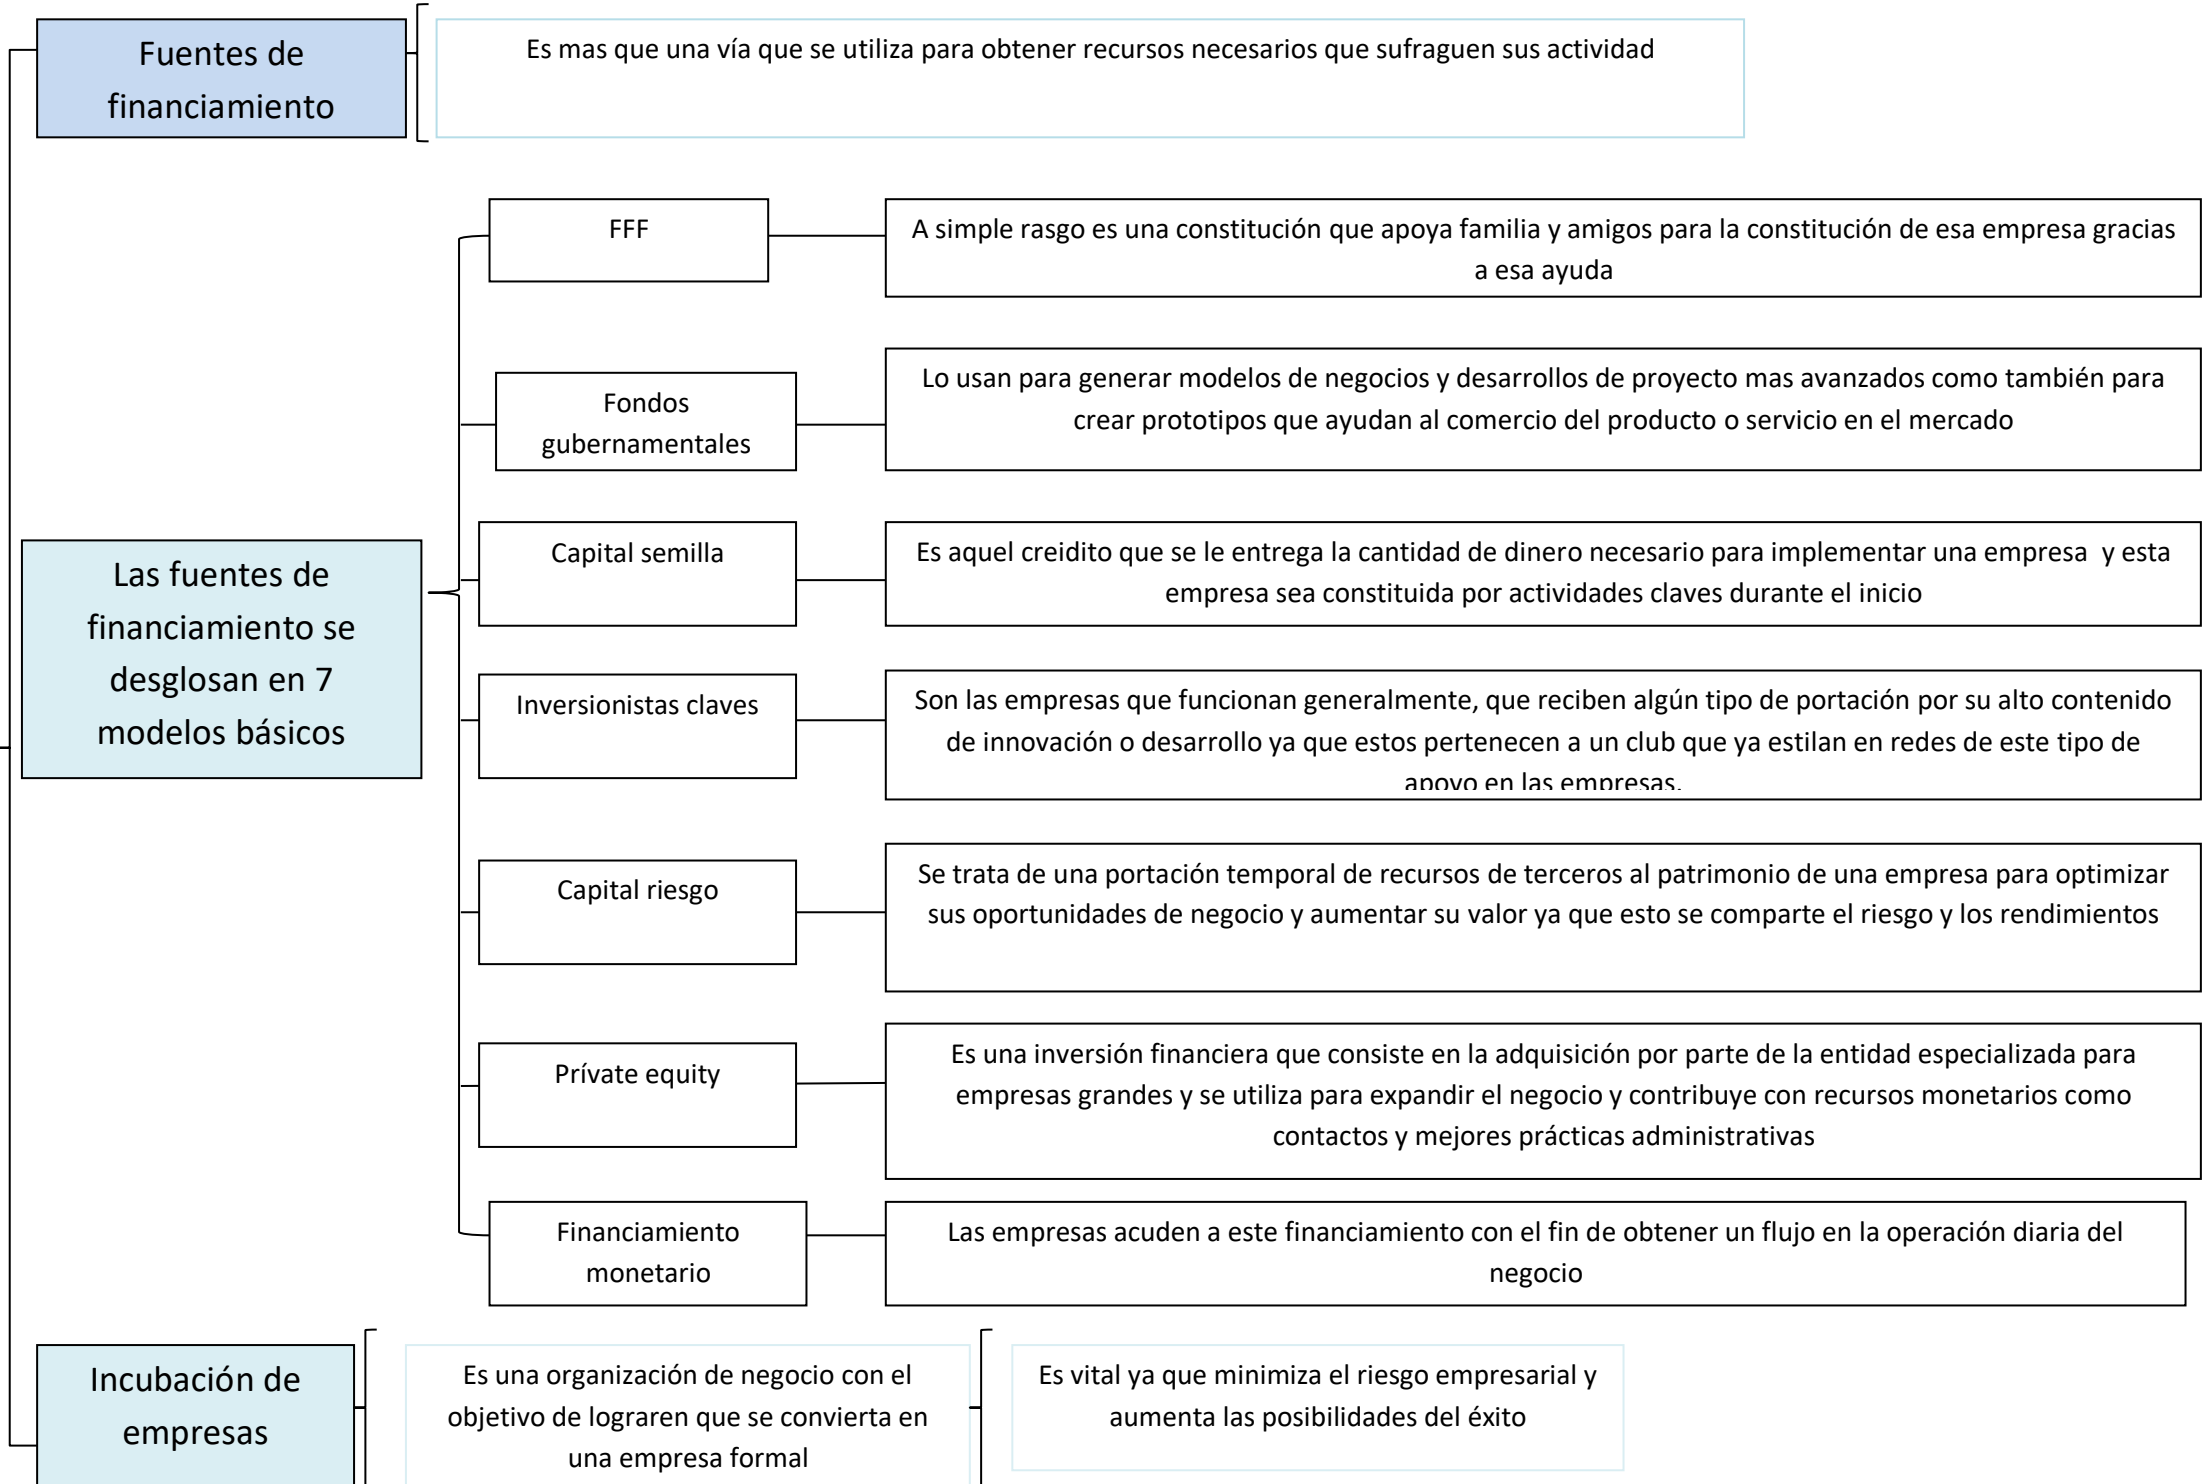 Fuentes de
financiamiento
Es mas que una vía que se utiliza para obtener recursos necesarios que sufraguen sus actividad
FFF
A simple rasgo es una constitución que apoya familia y amigos para la constitución de esa empresa gracias
a esa ayuda
Fondos
gubernamentales
Lo usan para generar modelos de negocios y desarrollos de proyecto mas avanzados como también para
crear prototipos que ayudan al comercio del producto o servicio en el mercado
Las fuentes de
financiamiento se
desglosan en 7
modelos básicos
Capital semilla
Es aquel creidito que se le entrega la cantidad de dinero necesario para implementar una empresa y esta
empresa sea constituida por actividades claves durante el inicio
Inversionistas claves
Son las empresas que funcionan generalmente, que reciben algún tipo de portación por su alto contenido
de innovación o desarrollo ya que estos pertenecen a un club que ya estilan en redes de este tipo de
apoyo en las empresas.
Capital riesgo
Se trata de una portación temporal de recursos de terceros al patrimonio de una empresa para optimizar
sus oportunidades de negocio y aumentar su valor ya que esto se comparte el riesgo y los rendimientos
Prívate equity
Es una inversión financiera que consiste en la adquisición por parte de la entidad especializada para
empresas grandes y se utiliza para expandir el negocio y contribuye con recursos monetarios como
contactos y mejores prácticas administrativas
Financiamiento
monetario
Las empresas acuden a este financiamiento con el fin de obtener un flujo en la operación diaria del
negocio
Incubación de
empresas
Es una organización de negocio con el
objetivo de lograren que se convierta en
una empresa formal
Es vital ya que minimiza el riesgo empresarial y
aumenta las posibilidades del éxito